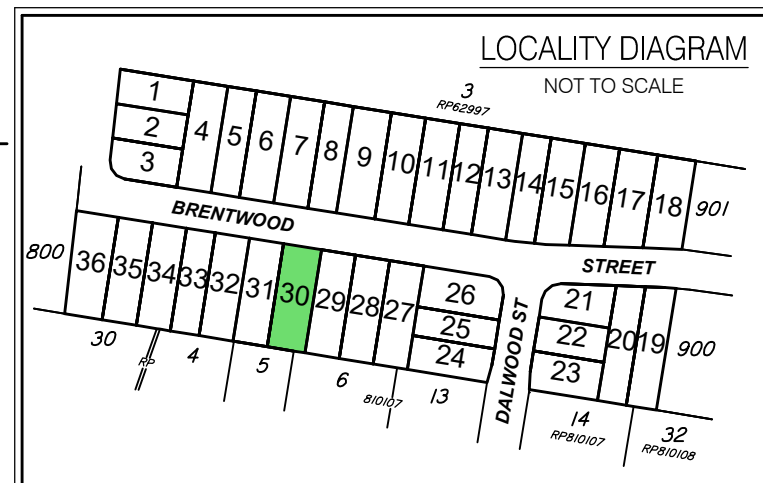 LOCALITY DIAGRAM
NOT TO SCALE
3
RP62997
1
2
3
4 5 6 7 8 9 10 11 12 13 14 15 16 17 18 901
BRENTWOOD
STREET
800 36 35 34 33 32 31 30 29 28 27
26
25
24
DALWOOD ST
21
22
23
20 19 900
30 RP 4 5 6 810107 13
14
RP810107
32
RP810108